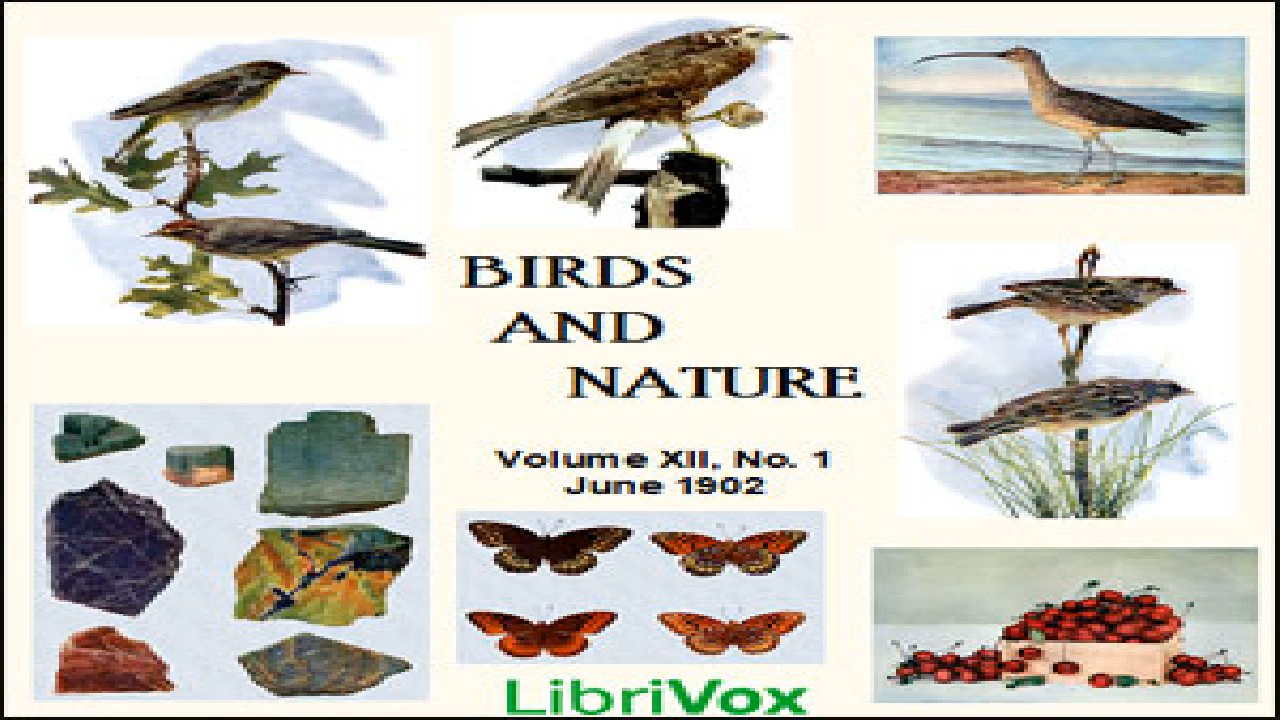 BIRDS
AND
NATURE
Volume XII, No. 1
June 1902
LibriVox